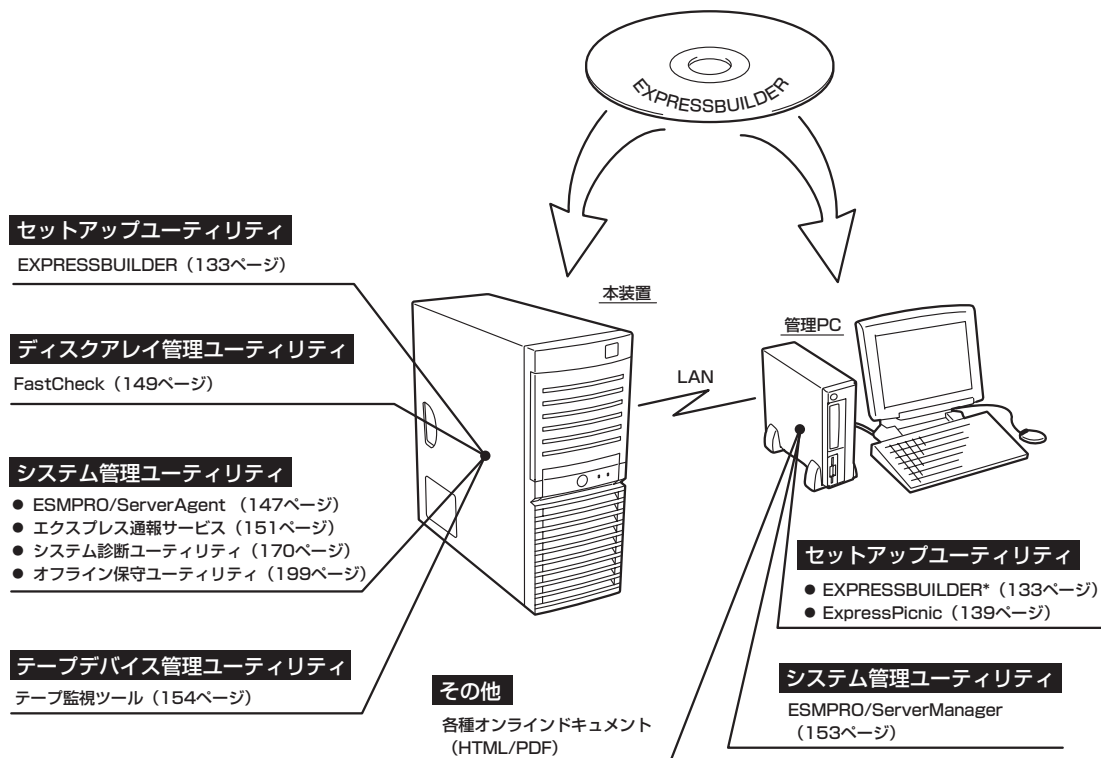 EXPRESSBUILDER
セットアップユーティリティ
EXPRESSBUILDER（133ページ）
本装置
管理PC
LAN
ディスクアレイ管理ユーティリティ
FastCheck（149ページ）
システム管理ユーティリティ
● ESMPRO/ServerAgent （147ページ）
● エクスプレス通報サービス（151ページ）
● システム診断ユーティリティ（170ページ）
● オフライン保守ユーティリティ（199ページ）
テープデバイス管理ユーティリティ
テープ監視ツール（154ページ）
セットアップユーティリティ
● EXPRESSBUILDER*（133ページ）
● ExpressPicnic（139ページ）
システム管理ユーティリティ
ESMPRO/ServerManager
（153ページ）
その他
各種オンラインドキュメント
（HTML/PDF）